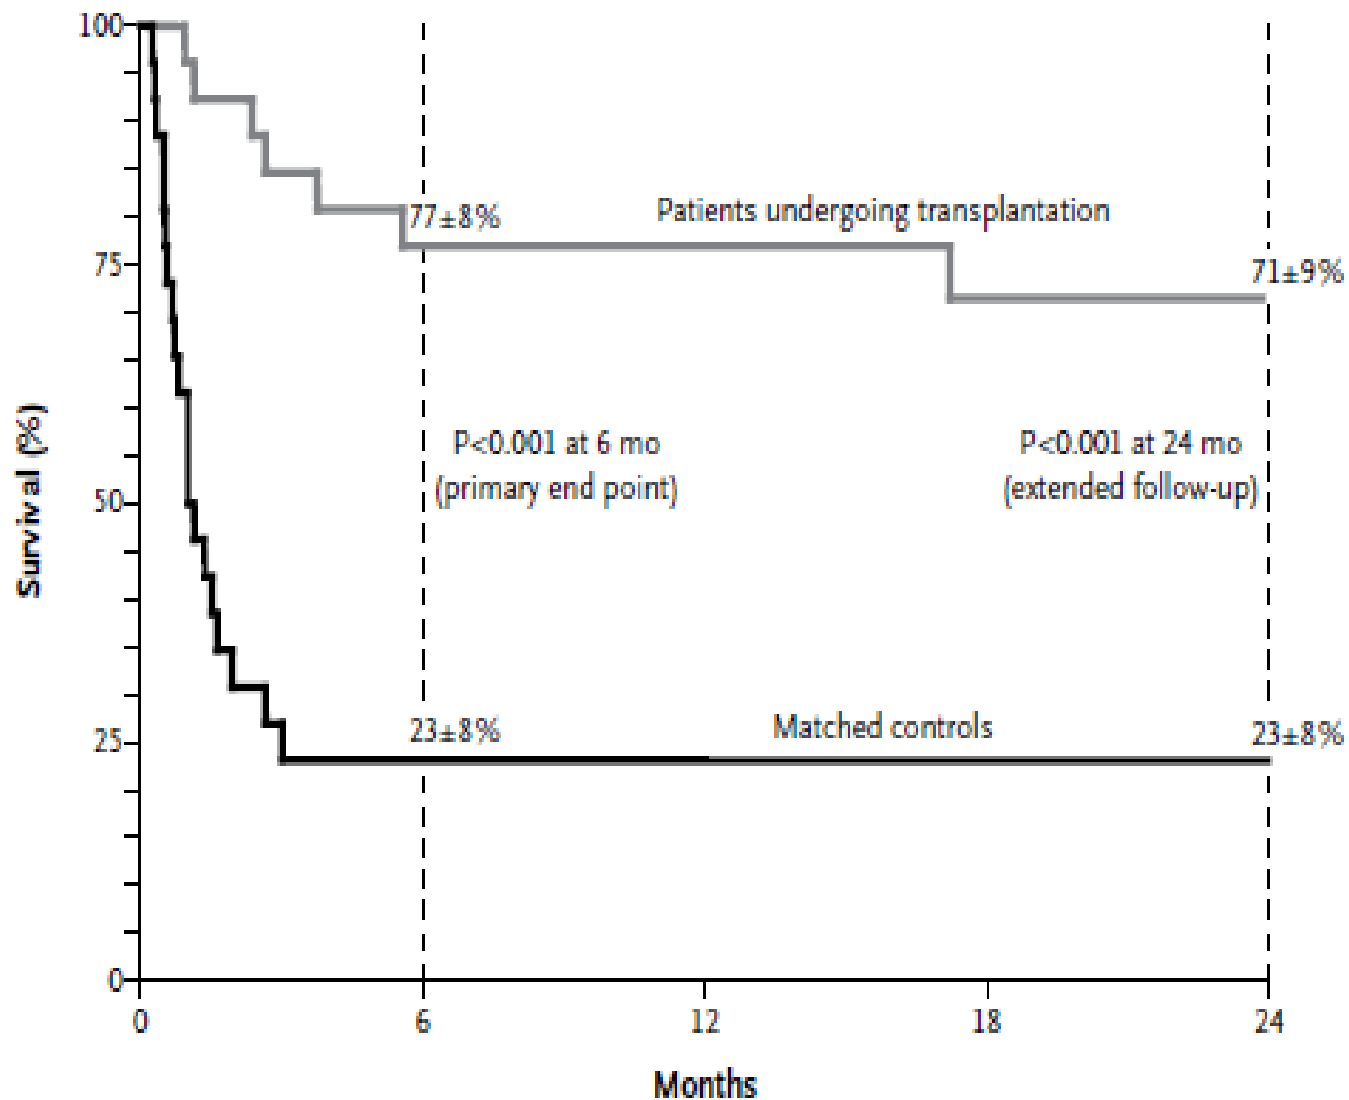 100
75
50
25
0
Survival (%)
77±8%
Patients undergoing transplantation
71±9%
P<0.001 at 6 mo
(primary end point)
P<0.001 at 24 mo
(extended follow-up)
23±8%
Matched controls
23±8%
0
6
12
18
24
Months